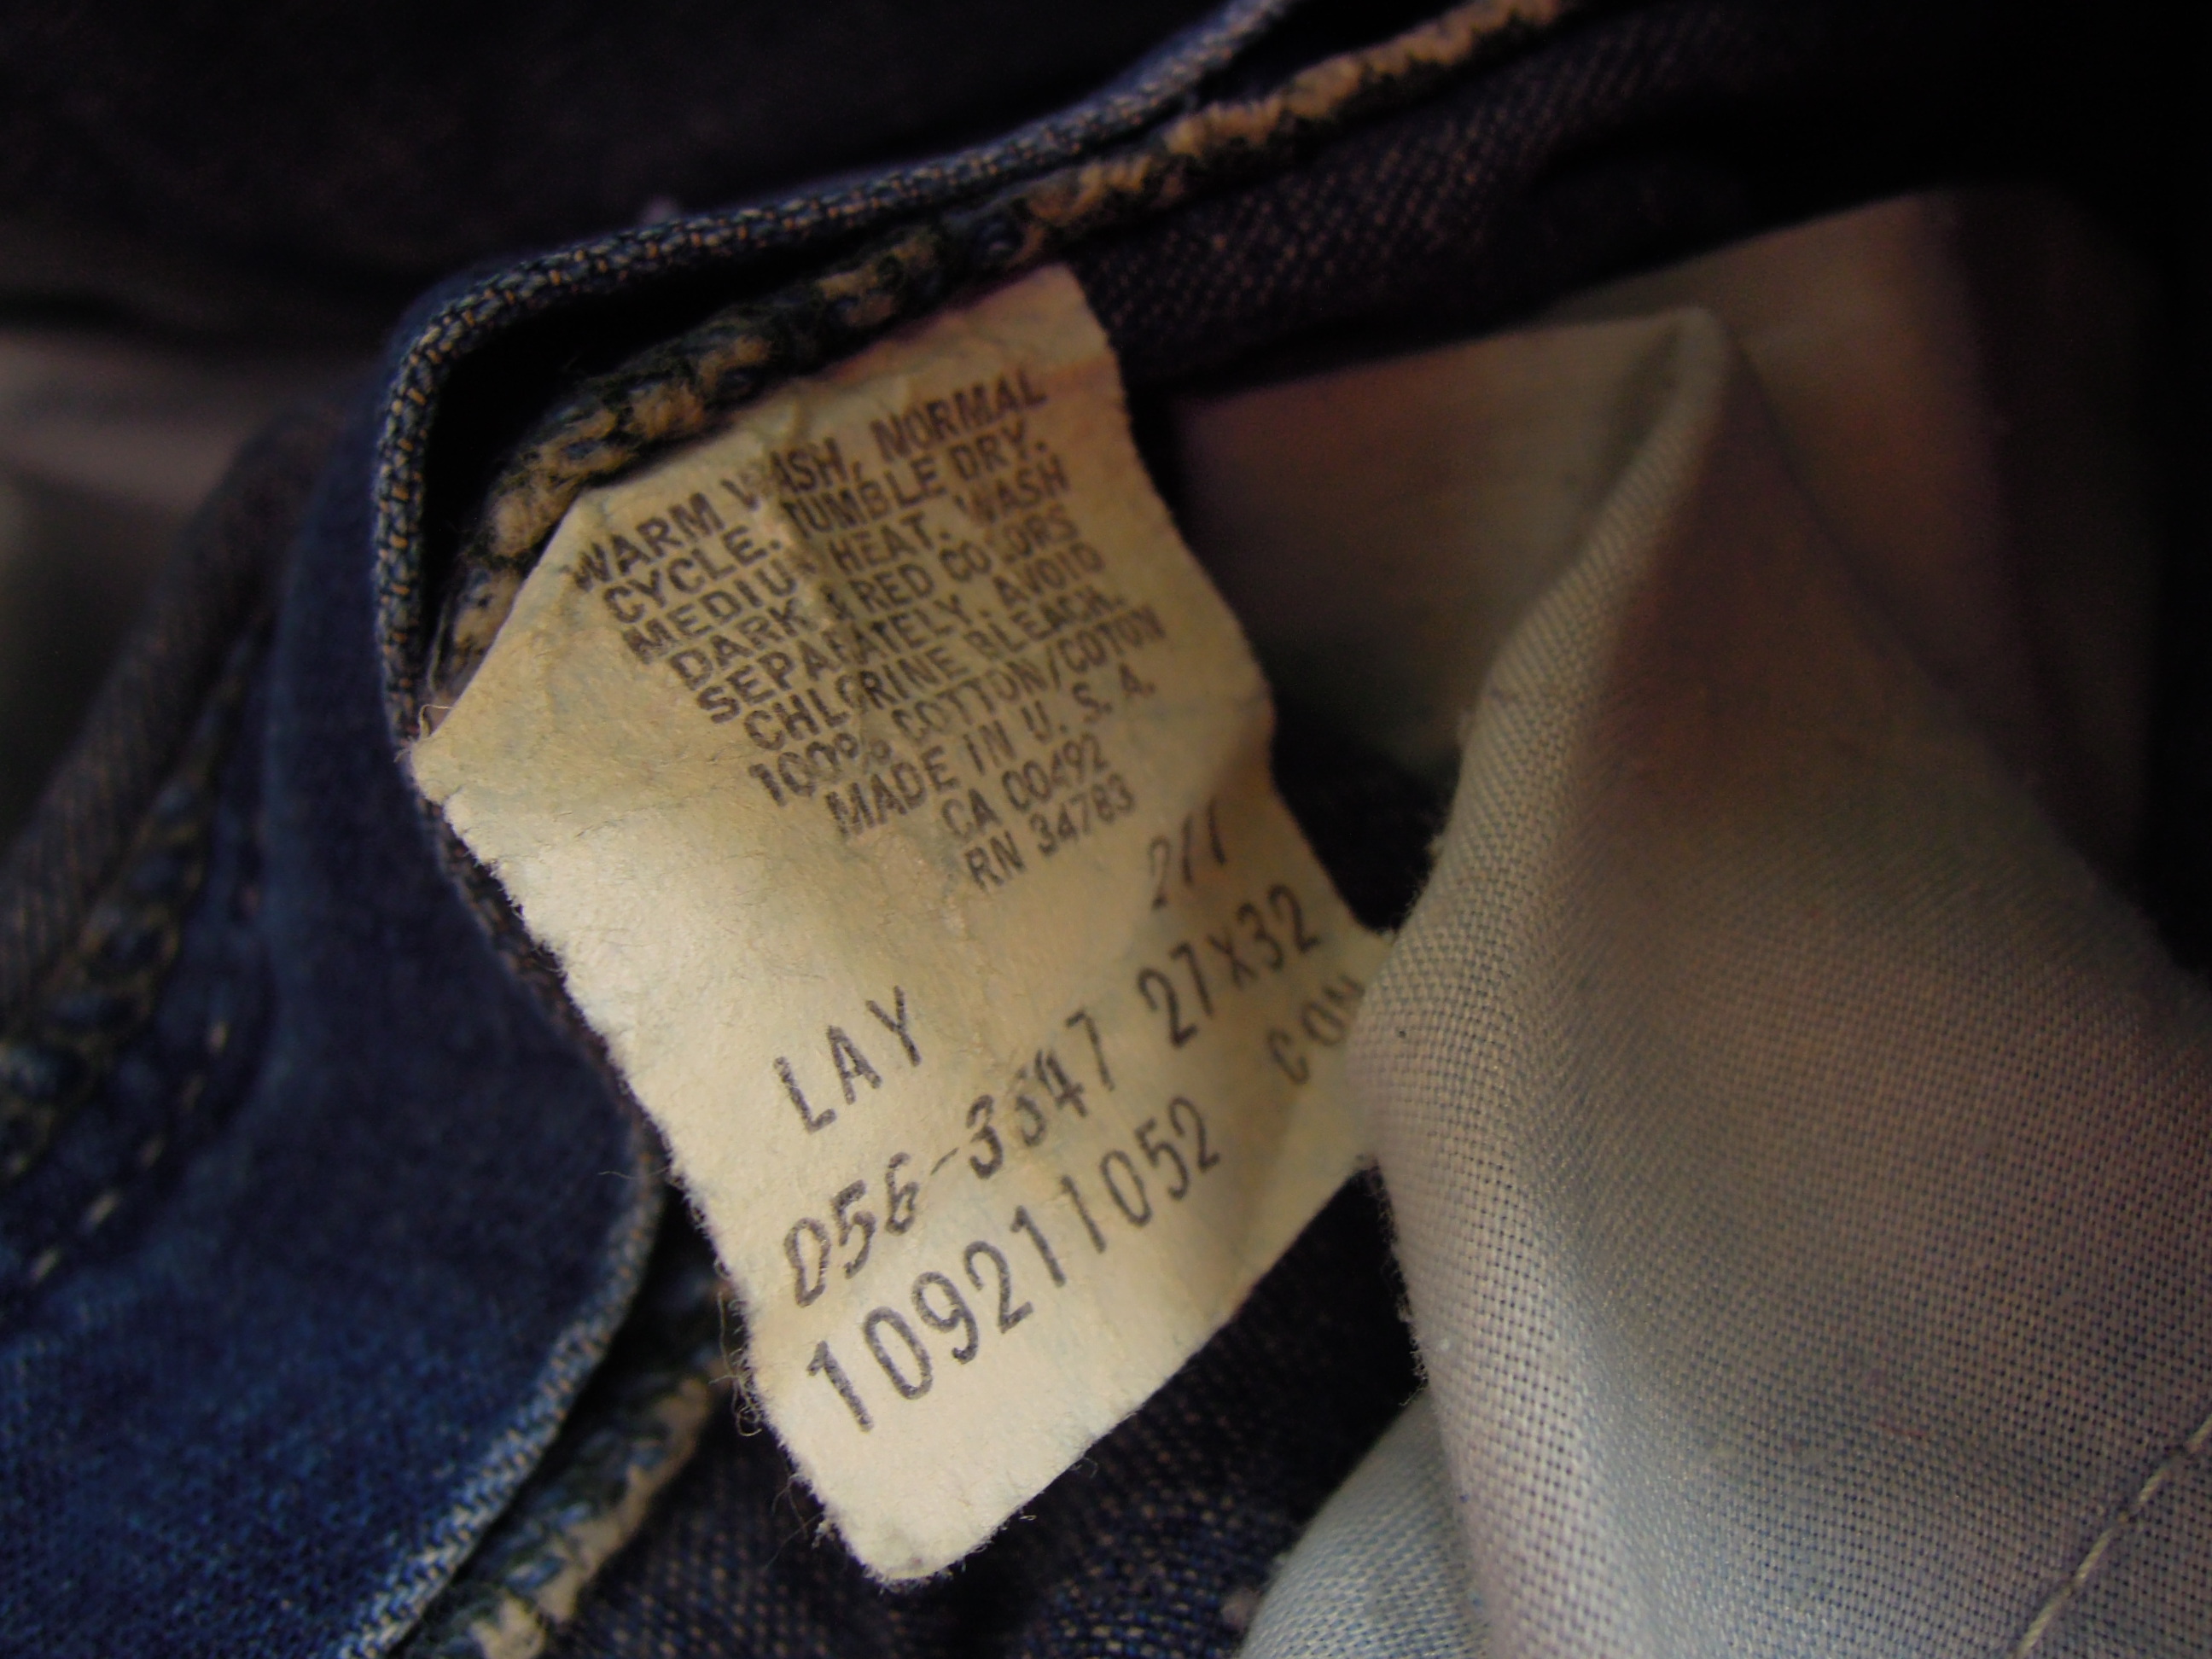 WARM WASH, NORMAL
CYCLE. TUMBLE DRY.
MEDIUM HEAT. WASH
DARK & RED COLORS
SEPARATELY. AVOID
CHLORINE BLEACH.
100% COTTON/COTON
MADE IN U. S. A.
CA 00492
RN 34783
LAY
27X32
CON
109211052